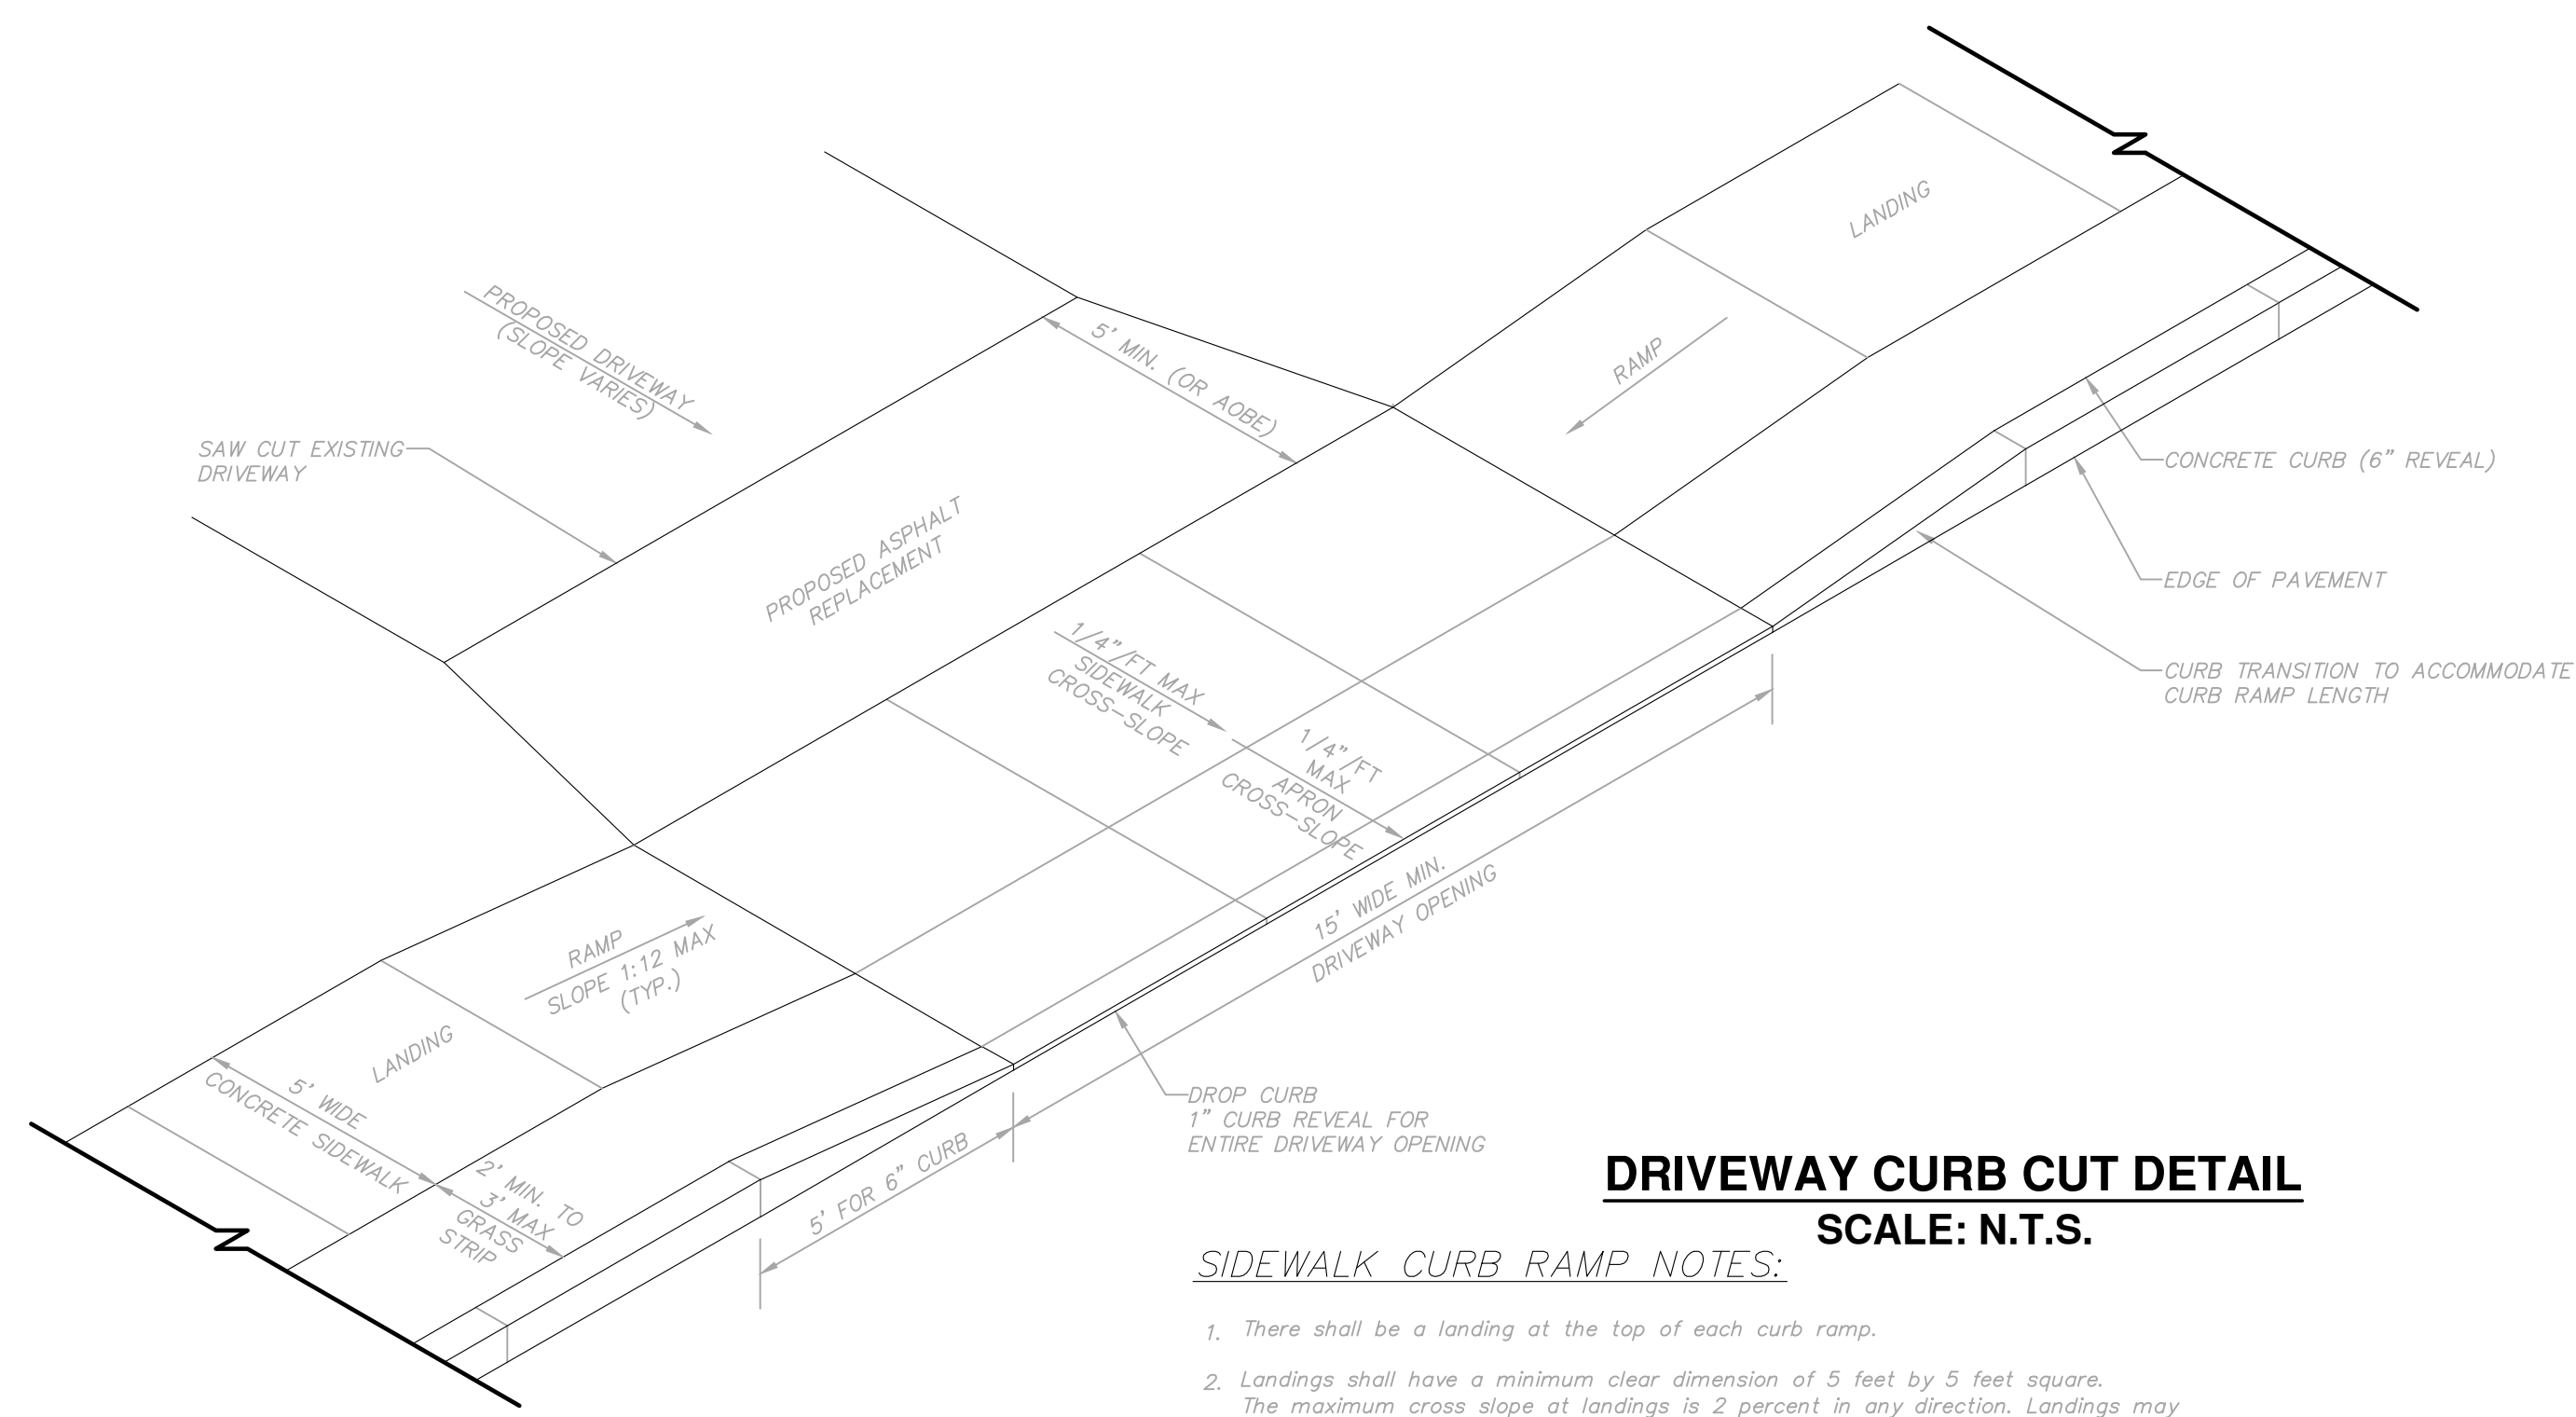 LANDING
PROPOSED DRIVEWAY
(SLOPE VARIES)
5' MIN. (OR AOBE)
RAMP
SAW CUT EXISTING
DRIVEWAY
CONCRETE CURB (6" REVEAL)
PROPOSED ASPHALT
REPLACEMENT
EDGE OF PAVEMENT
1/4"/FT MAX
SIDEWALK
CROSS-SLOPE
CURB TRANSITION TO ACCOMMODATE
CURB RAMP LENGTH
1/4"/FT
MAX
APRON
CROSS-SLOPE
15' WIDE MIN.
DRIVEWAY OPENING
RAMP
SLOPE 1:12 MAX
(TYP.)
LANDING
5' WIDE
CONCRETE SIDEWALK
2' MIN. TO
3' MAX
GRASS
STRIP
5' FOR 6" CURB
DROP CURB
1" CURB REVEAL FOR
ENTIRE DRIVEWAY OPENING
DRIVEWAY CURB CUT DETAIL
SCALE: N.T.S.
SIDEWALK CURB RAMP NOTES:
1. There shall be a landing at the top of each curb ramp.
2. Landings shall have a minimum clear dimension of 5 feet by 5 feet square.
The maximum cross slope at landings is 2 percent in any direction. Landings may